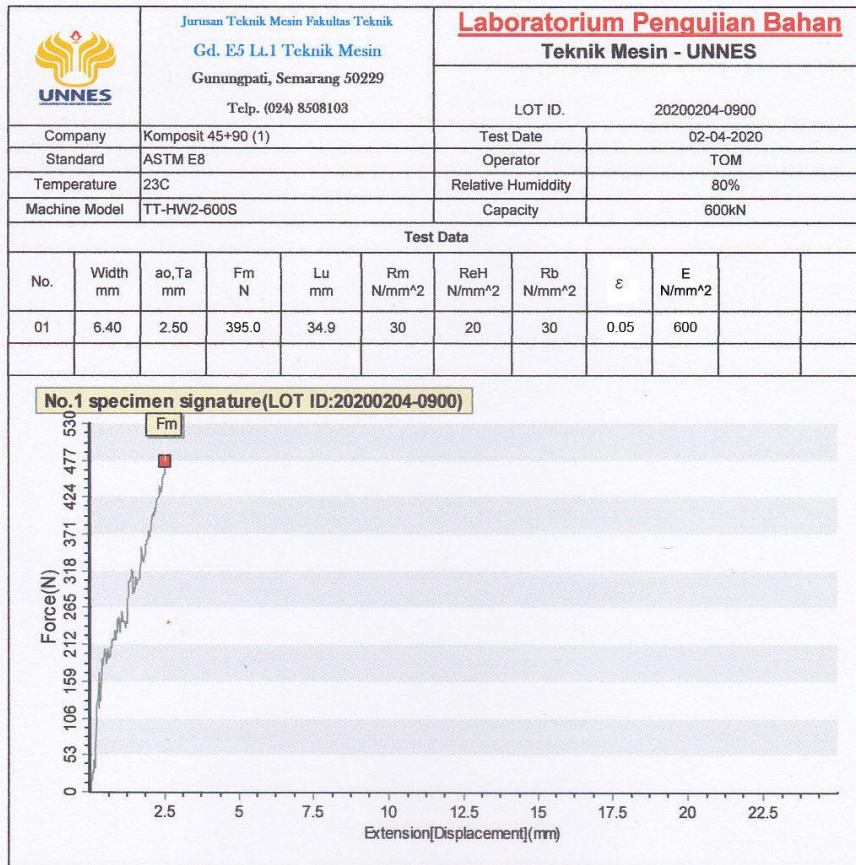 UNNES
Jurusan Teknik Mesin Fakultas Teknik
Gd. E5 Lt.1 Teknik Mesin
Gunungpati, Semarang 50229
Telp. (024) 8508103
Laboratorium Pengujian Bahan
Teknik Mesin - UNNES
LOT ID. 20200204-0900
Company Komposit 45+90 (1) Test Date 02-04-2020
Standard ASTM E8 Operator TOM
Temperature 23C Relative Humiddity 80%
Machine Model TT-HW2-600S Capacity 600kN
Test Data
No. Width mm ao,Ta mm Fm N Lu mm Rm N/mm^2 ReH N/mm^2 Rb N/mm^2 ε E N/mm^2
01 6.40 2.50 395.0 34.9 30 20 30 0.05 600
No.1 specimen signature(LOT ID:20200204-0900)
Fm
Force(N)
530
477
424
371
318
265
212
159
106
53
0
2.5 5 7.5 10 12.5 15 17.5 20 22.5
Extension[Displacement](mm)